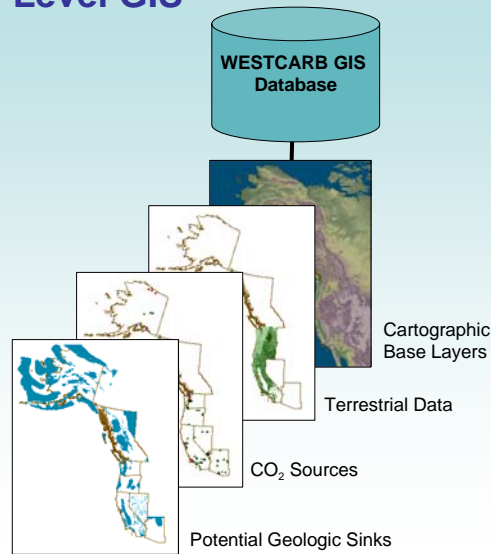 Level GIS
WESTCARB GIS
Database
Cartographic
Base Layers
Terrestrial Data
CO₂ Sources
Potential Geologic Sinks